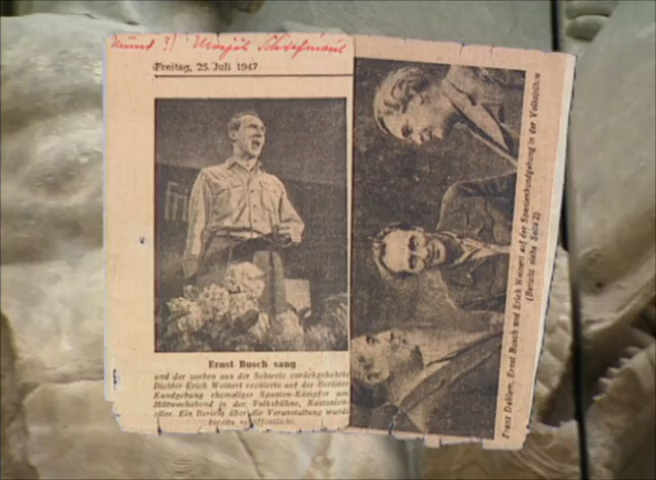 Freitag, 25. Juli 1947
Ernst Busch sang
und der soeben aus der Schweiz zurückgekehrte
Dichter Erich Weinert rezitierte auf der Berliner
Kundgebung ehemaliger Spanien-Kämpfer am
Mittwochabend in der Volksbühne, Kastanien-
allee. Ein Bericht über die Veranstaltung wurde
bereits veröffentlicht.
Franz Dahlem, Ernst Busch und Erich Weinert auf der Spanienkundgebung in der Volksbühne
(Bericht siehe Seite 2)